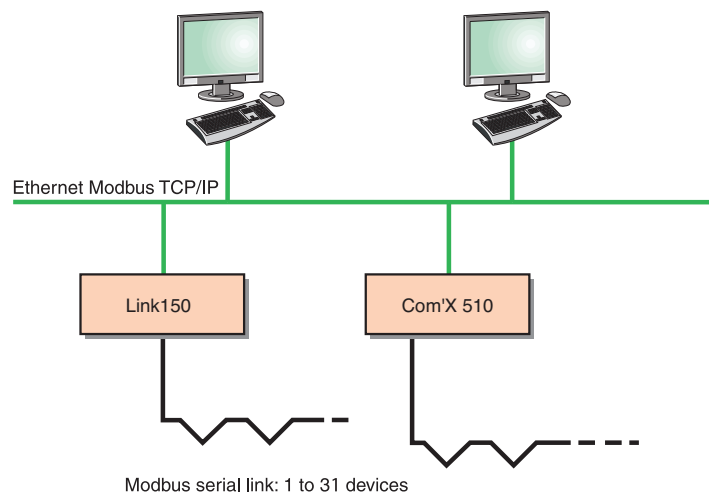 Ethernet Modbus TCP/IP
Link150
Com'X 510
Modbus serial link: 1 to 31 devices